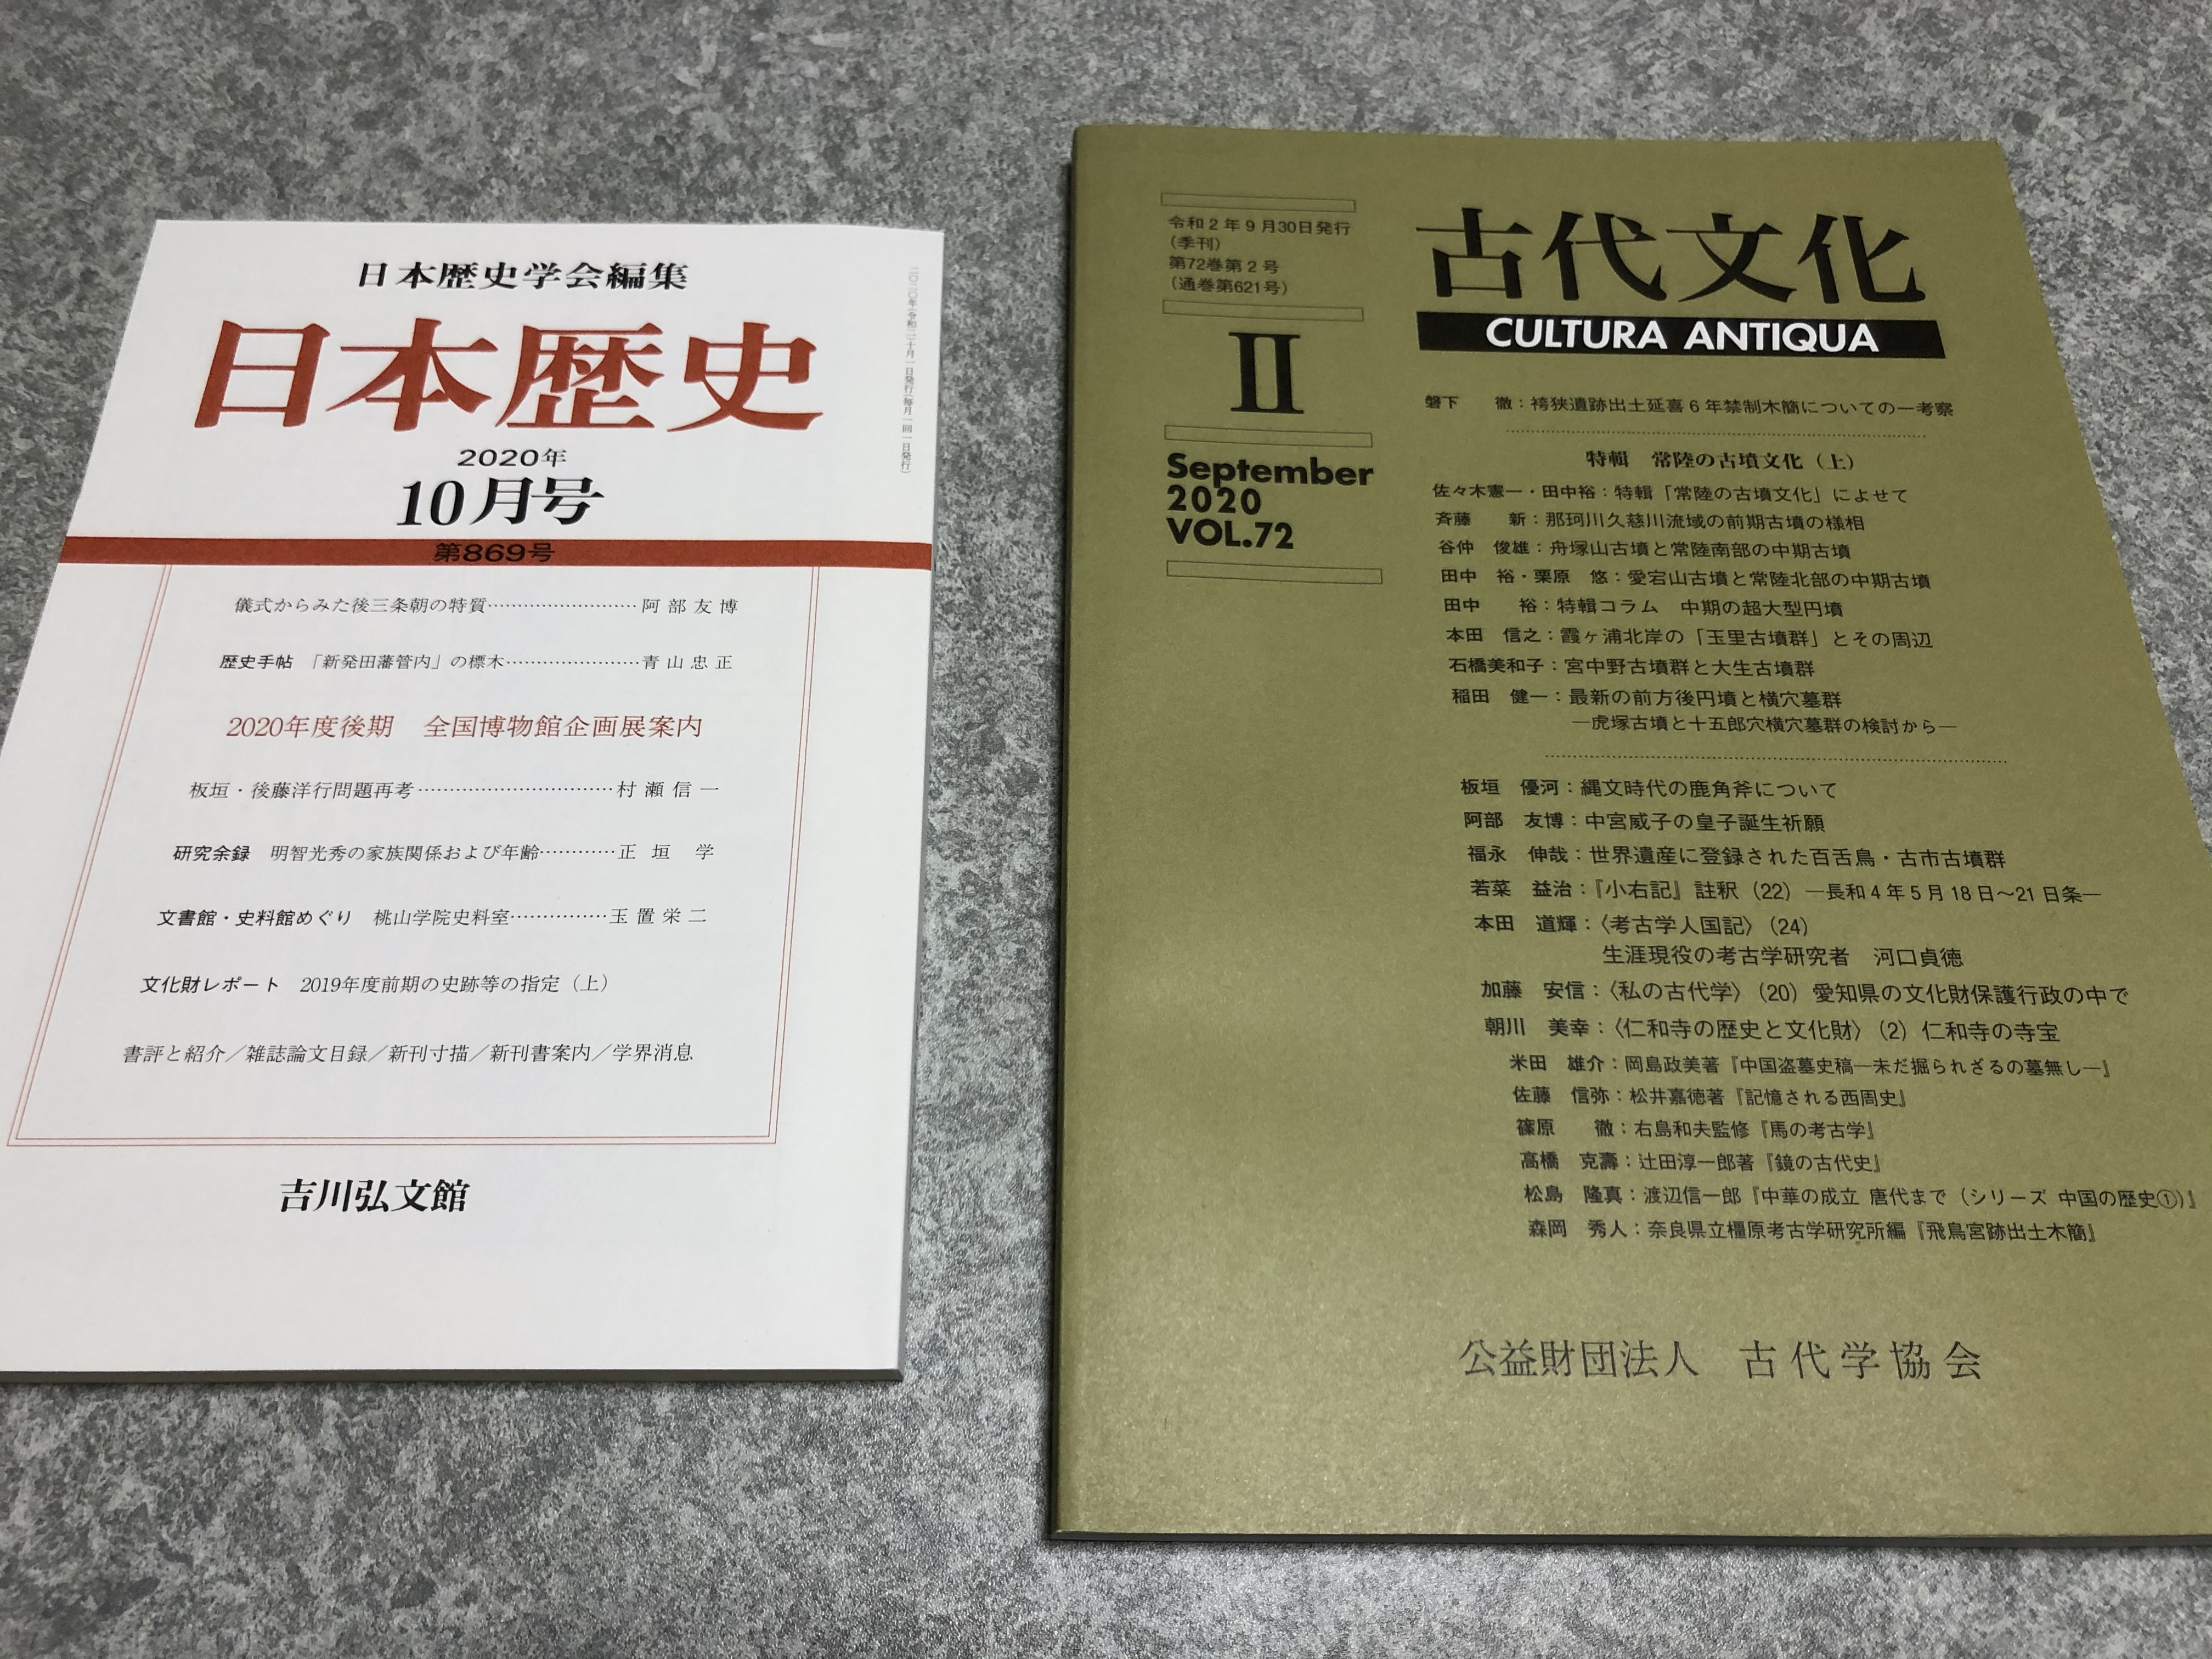 日本歴史学会編集
日本歴史
2020年
10月号
第869号
二〇二〇年(令和二)十月一日発行(毎月一回一日発行)
儀式からみた後三条朝の特質……………………阿部友博
歴史手帖 「新発田藩管内」の標木…………………青山忠正
2020年度後期 全国博物館企画展案内
板垣・後藤洋行問題再考…………………………村瀬信一
研究余録 明智光秀の家族関係および年齢…………正垣 学
文書館・史料館めぐり 桃山学院史料室……………玉置栄二
文化財レポート 2019年度前期の史跡等の指定(上)
書評と紹介/雑誌論文目録/新刊寸描/新刊書案内/学界消息
吉川弘文館
令和2年9月30日発行
(季刊)
第72巻第2号
(通巻第621号)
II
September
2020
VOL.72
古代文化
CULTURA ANTIQUA
磐下 徹:袴狭遺跡出土延喜6年禁制木簡についての一考察
特輯 常陸の古墳文化(上)
佐々木憲一・田中裕:特輯「常陸の古墳文化」によせて
斉藤 新:那珂川久慈川流域の前期古墳の様相
谷仲 俊雄:舟塚山古墳と常陸南部の中期古墳
田中 裕・栗原 悠:愛宕山古墳と常陸北部の中期古墳
田中 裕:特輯コラム 中期の超大型円墳
本田 信之:霞ヶ浦北岸の「玉里古墳群」とその周辺
石橋美和子:宮中野古墳群と大生古墳群
稲田 健一:最新の前方後円墳と横穴墓群
―虎塚古墳と十五郎穴横穴墓群の検討から―
板垣 優河:縄文時代の鹿角斧について
阿部 友博:中宮威子の皇子誕生祈願
福永 伸哉:世界遺産に登録された百舌鳥・古市古墳群
若菜 益治:『小右記』註釈(22) ―長和4年5月18日〜21日条―
本田 道輝:〈考古学人国記〉(24)
生涯現役の考古学研究者 河口貞徳
加藤 安信:〈私の古代学〉(20) 愛知県の文化財保護行政の中で
朝川 美幸:〈仁和寺の歴史と文化財〉(2) 仁和寺の寺宝
米田 雄介:岡島政美著『中国盗墓史稿―未だ掘られざるの墓無し―』
佐藤 信弥:松井嘉徳著『記憶される西周史』
篠原 徹:右島和夫監修『馬の考古学』
髙橋 克壽:辻田淳一郎著『鏡の古代史』
松島 隆真:渡辺信一郎『中華の成立 唐代まで(シリーズ 中国の歴史①)』
森岡 秀人:奈良県立橿原考古学研究所編『飛鳥宮跡出土木簡』
公益財団法人 古代学協会